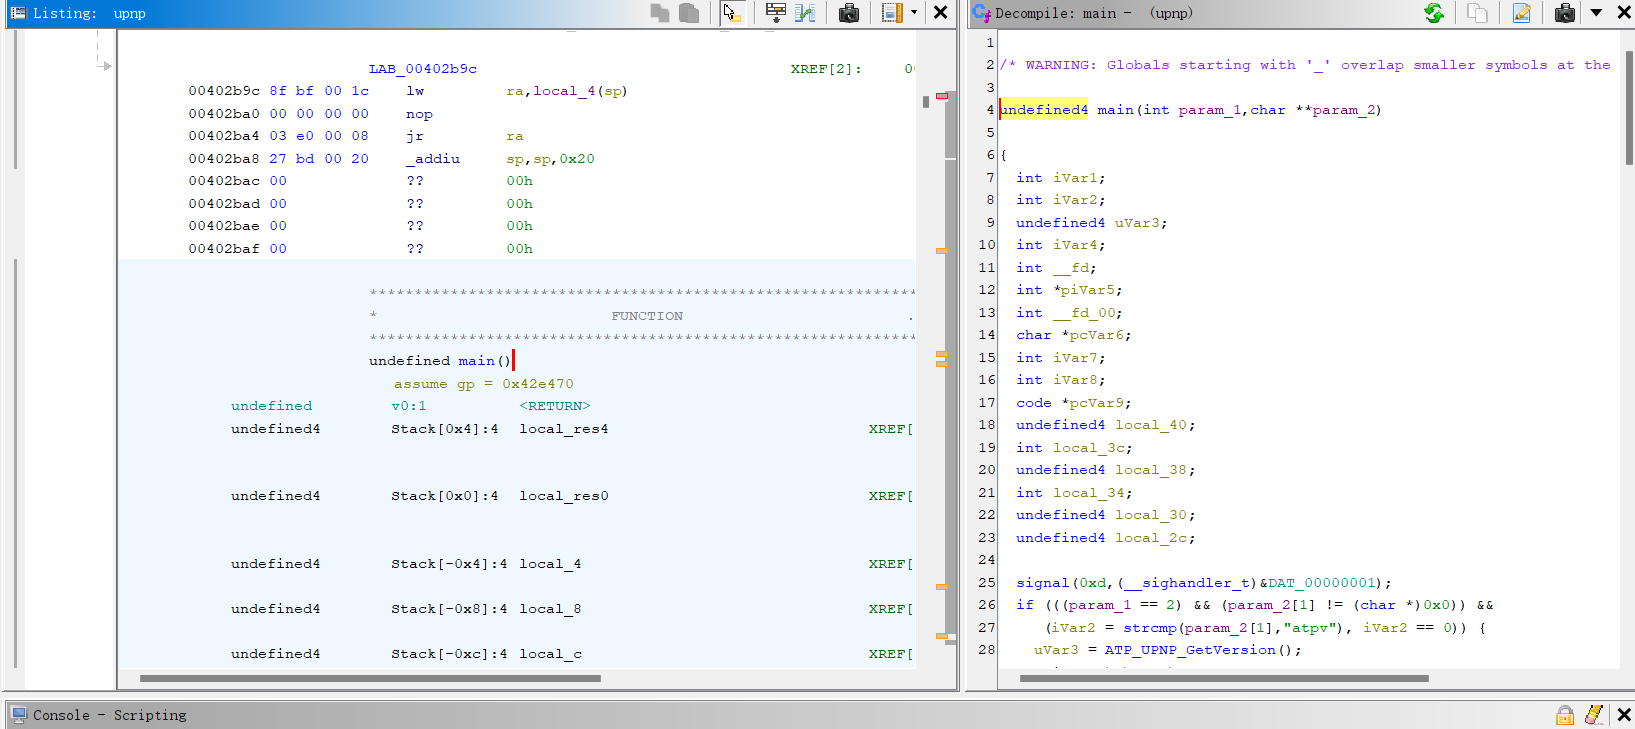 Listing: upnp
LAB_00402b9c XREF[2]: 00
00402b9c 8f bf 00 1c lw ra,local_4(sp)
00402ba0 00 00 00 00 nop
00402ba4 03 e0 00 08 jr ra
00402ba8 27 bd 00 20 _addiu sp,sp,0x20
00402bac 00 ?? 00h
00402bad 00 ?? 00h
00402bae 00 ?? 00h
00402baf 00 ?? 00h
*************************************************************
* FUNCTION
*************************************************************
undefined main()
assume gp = 0x42e470
undefined v0:1 <RETURN>
undefined4 Stack[0x4]:4 local_res4 XREF[
undefined4 Stack[0x0]:4 local_res0 XREF[
undefined4 Stack[-0x4]:4 local_4 XREF[
undefined4 Stack[-0x8]:4 local_8 XREF[
undefined4 Stack[-0xc]:4 local_c XREF[
Decompile: main - (upnp)
1
2 /* WARNING: Globals starting with '_' overlap smaller symbols at the
3
4 undefined4 main(int param_1,char **param_2)
5
6 {
7 int iVar1;
8 int iVar2;
9 undefined4 uVar3;
10 int iVar4;
11 int __fd;
12 int *piVar5;
13 int __fd_00;
14 char *pcVar6;
15 int iVar7;
16 int iVar8;
17 code *pcVar9;
18 undefined4 local_40;
19 int local_3c;
20 undefined4 local_38;
21 int local_34;
22 undefined4 local_30;
23 undefined4 local_2c;
24
25 signal(0xd,(__sighandler_t)&DAT_00000001);
26 if (((param_1 == 2) && (param_2[1] != (char *)0x0)) &&
27 (iVar2 = strcmp(param_2[1],"atpv"), iVar2 == 0)) {
28 uVar3 = ATP_UPNP_GetVersion();
Console - Scripting